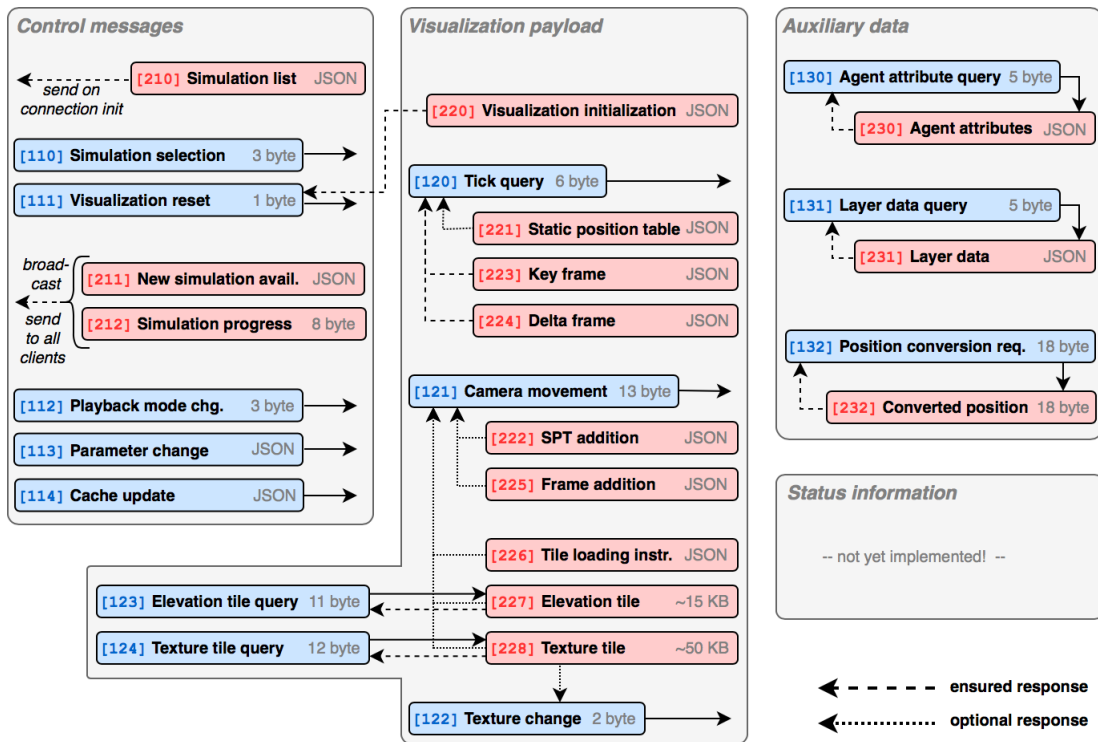 Control messages
[210] Simulation list JSON
send on
connection init
[110] Simulation selection 3 byte
[111] Visualization reset 1 byte
broad-
cast
[211] New simulation avail. JSON
[212] Simulation progress 8 byte
send
to all
clients
[112] Playback mode chg. 3 byte
[113] Parameter change JSON
[114] Cache update JSON
Visualization payload
[220] Visualization initialization JSON
[120] Tick query 6 byte
[221] Static position table JSON
[223] Key frame JSON
[224] Delta frame JSON
[121] Camera movement 13 byte
[222] SPT addition JSON
[225] Frame addition JSON
[226] Tile loading instr. JSON
[123] Elevation tile query 11 byte
[227] Elevation tile ~15 KB
[124] Texture tile query 12 byte
[228] Texture tile ~50 KB
[122] Texture change 2 byte
Auxiliary data
[130] Agent attribute query 5 byte
[230] Agent attributes JSON
[131] Layer data query 5 byte
[231] Layer data JSON
[132] Position conversion req. 18 byte
[232] Converted position 18 byte
Status information
-- not yet implemented! --
ensured response
optional response